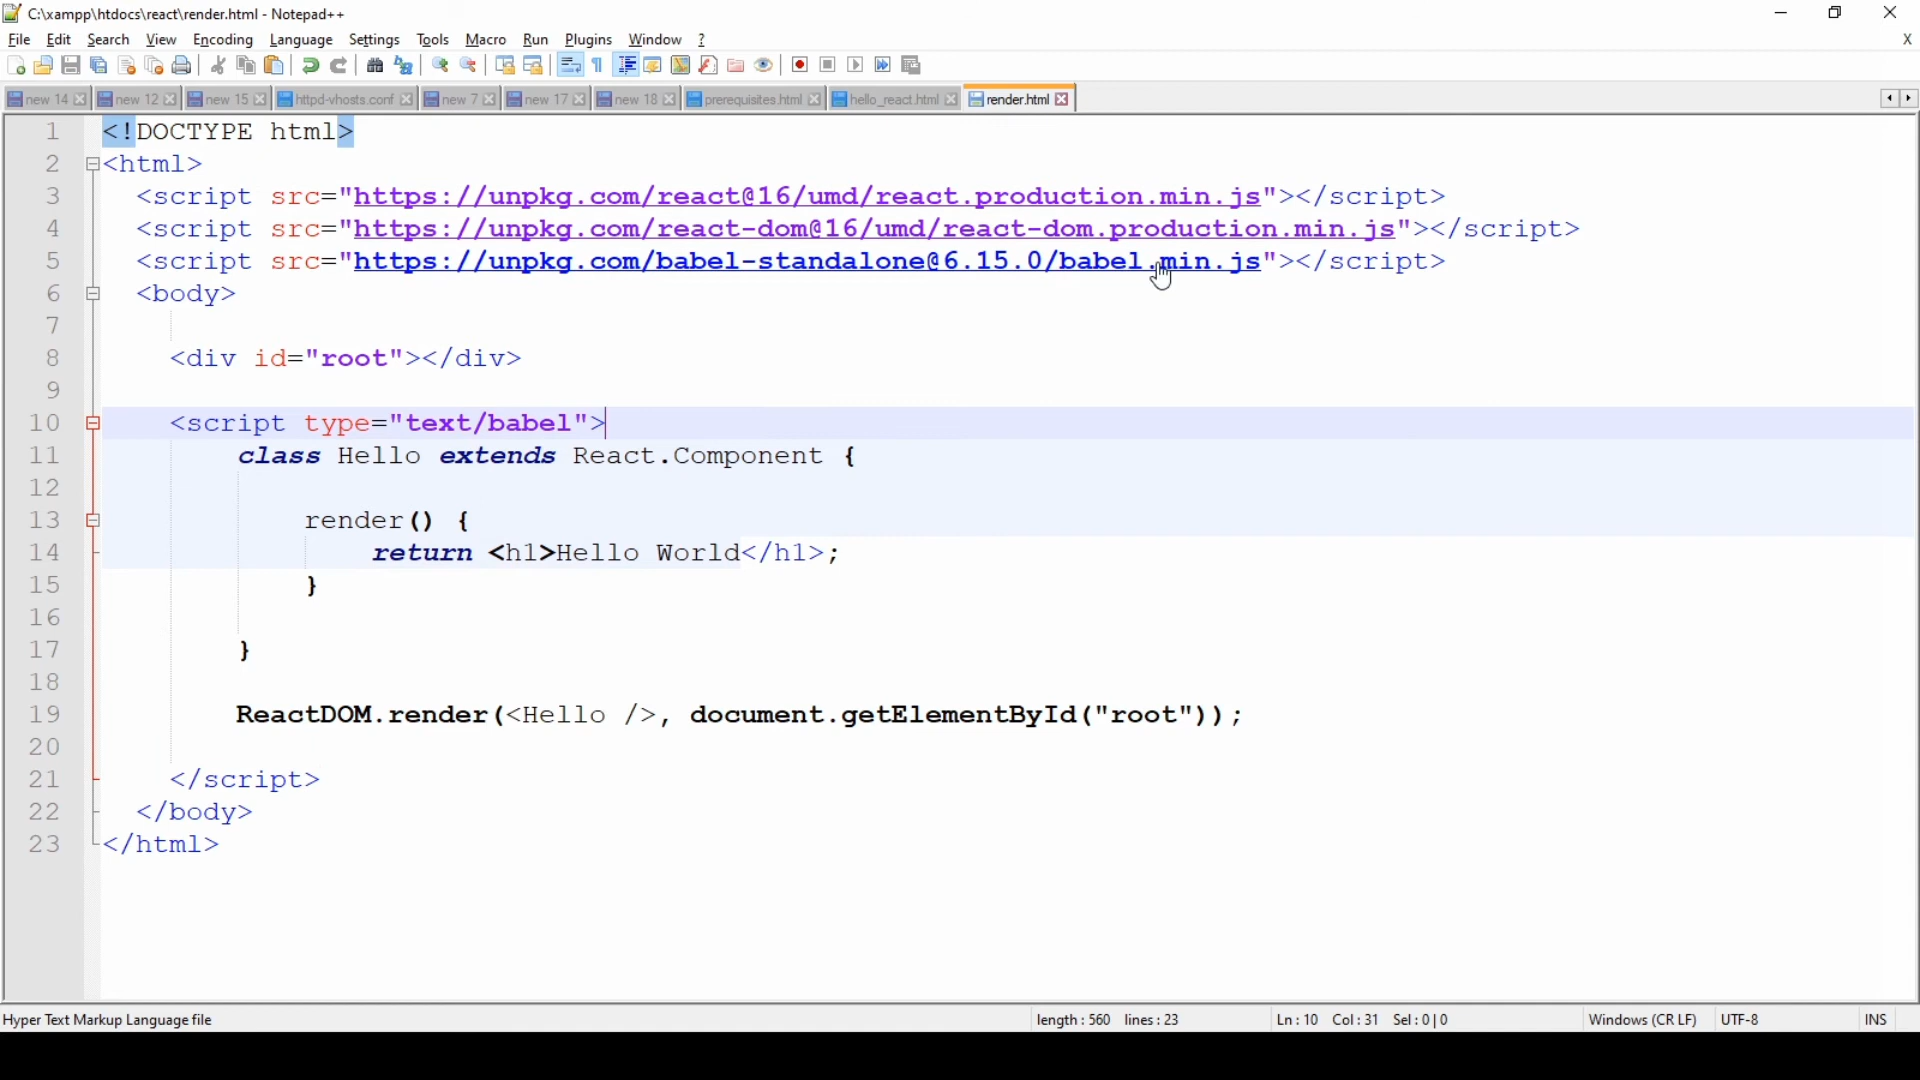 C:\xampp\htdocs\react\render.html - Notepad++
File Edit Search View Encoding Language Settings Tools Macro Run Plugins Window ? X
new 14 new 12 new 15 httpd-vhosts.conf new 7 new 17 new 18 prerequisites.html hello_react.html render.html
1 <!DOCTYPE html>
2 <html>
3 <script src="https://unpkg.com/react@16/umd/react.production.min.js"></script>
4 <script src="https://unpkg.com/react-dom@16/umd/react-dom.production.min.js"></script>
5 <script src="https://unpkg.com/babel-standalone@6.15.0/babel.min.js"></script>
6 <body>
7
8 <div id="root"></div>
9
10 <script type="text/babel">
11 class Hello extends React.Component {
12
13 render() {
14 return <h1>Hello World</h1>;
15 }
16
17 }
18
19 ReactDOM.render(<Hello />, document.getElementById("root"));
20
21 </script>
22 </body>
23 </html>
Hyper Text Markup Language file length : 560 lines : 23 Ln : 10 Col : 31 Sel : 0 | 0 Windows (CR LF) UTF-8 INS